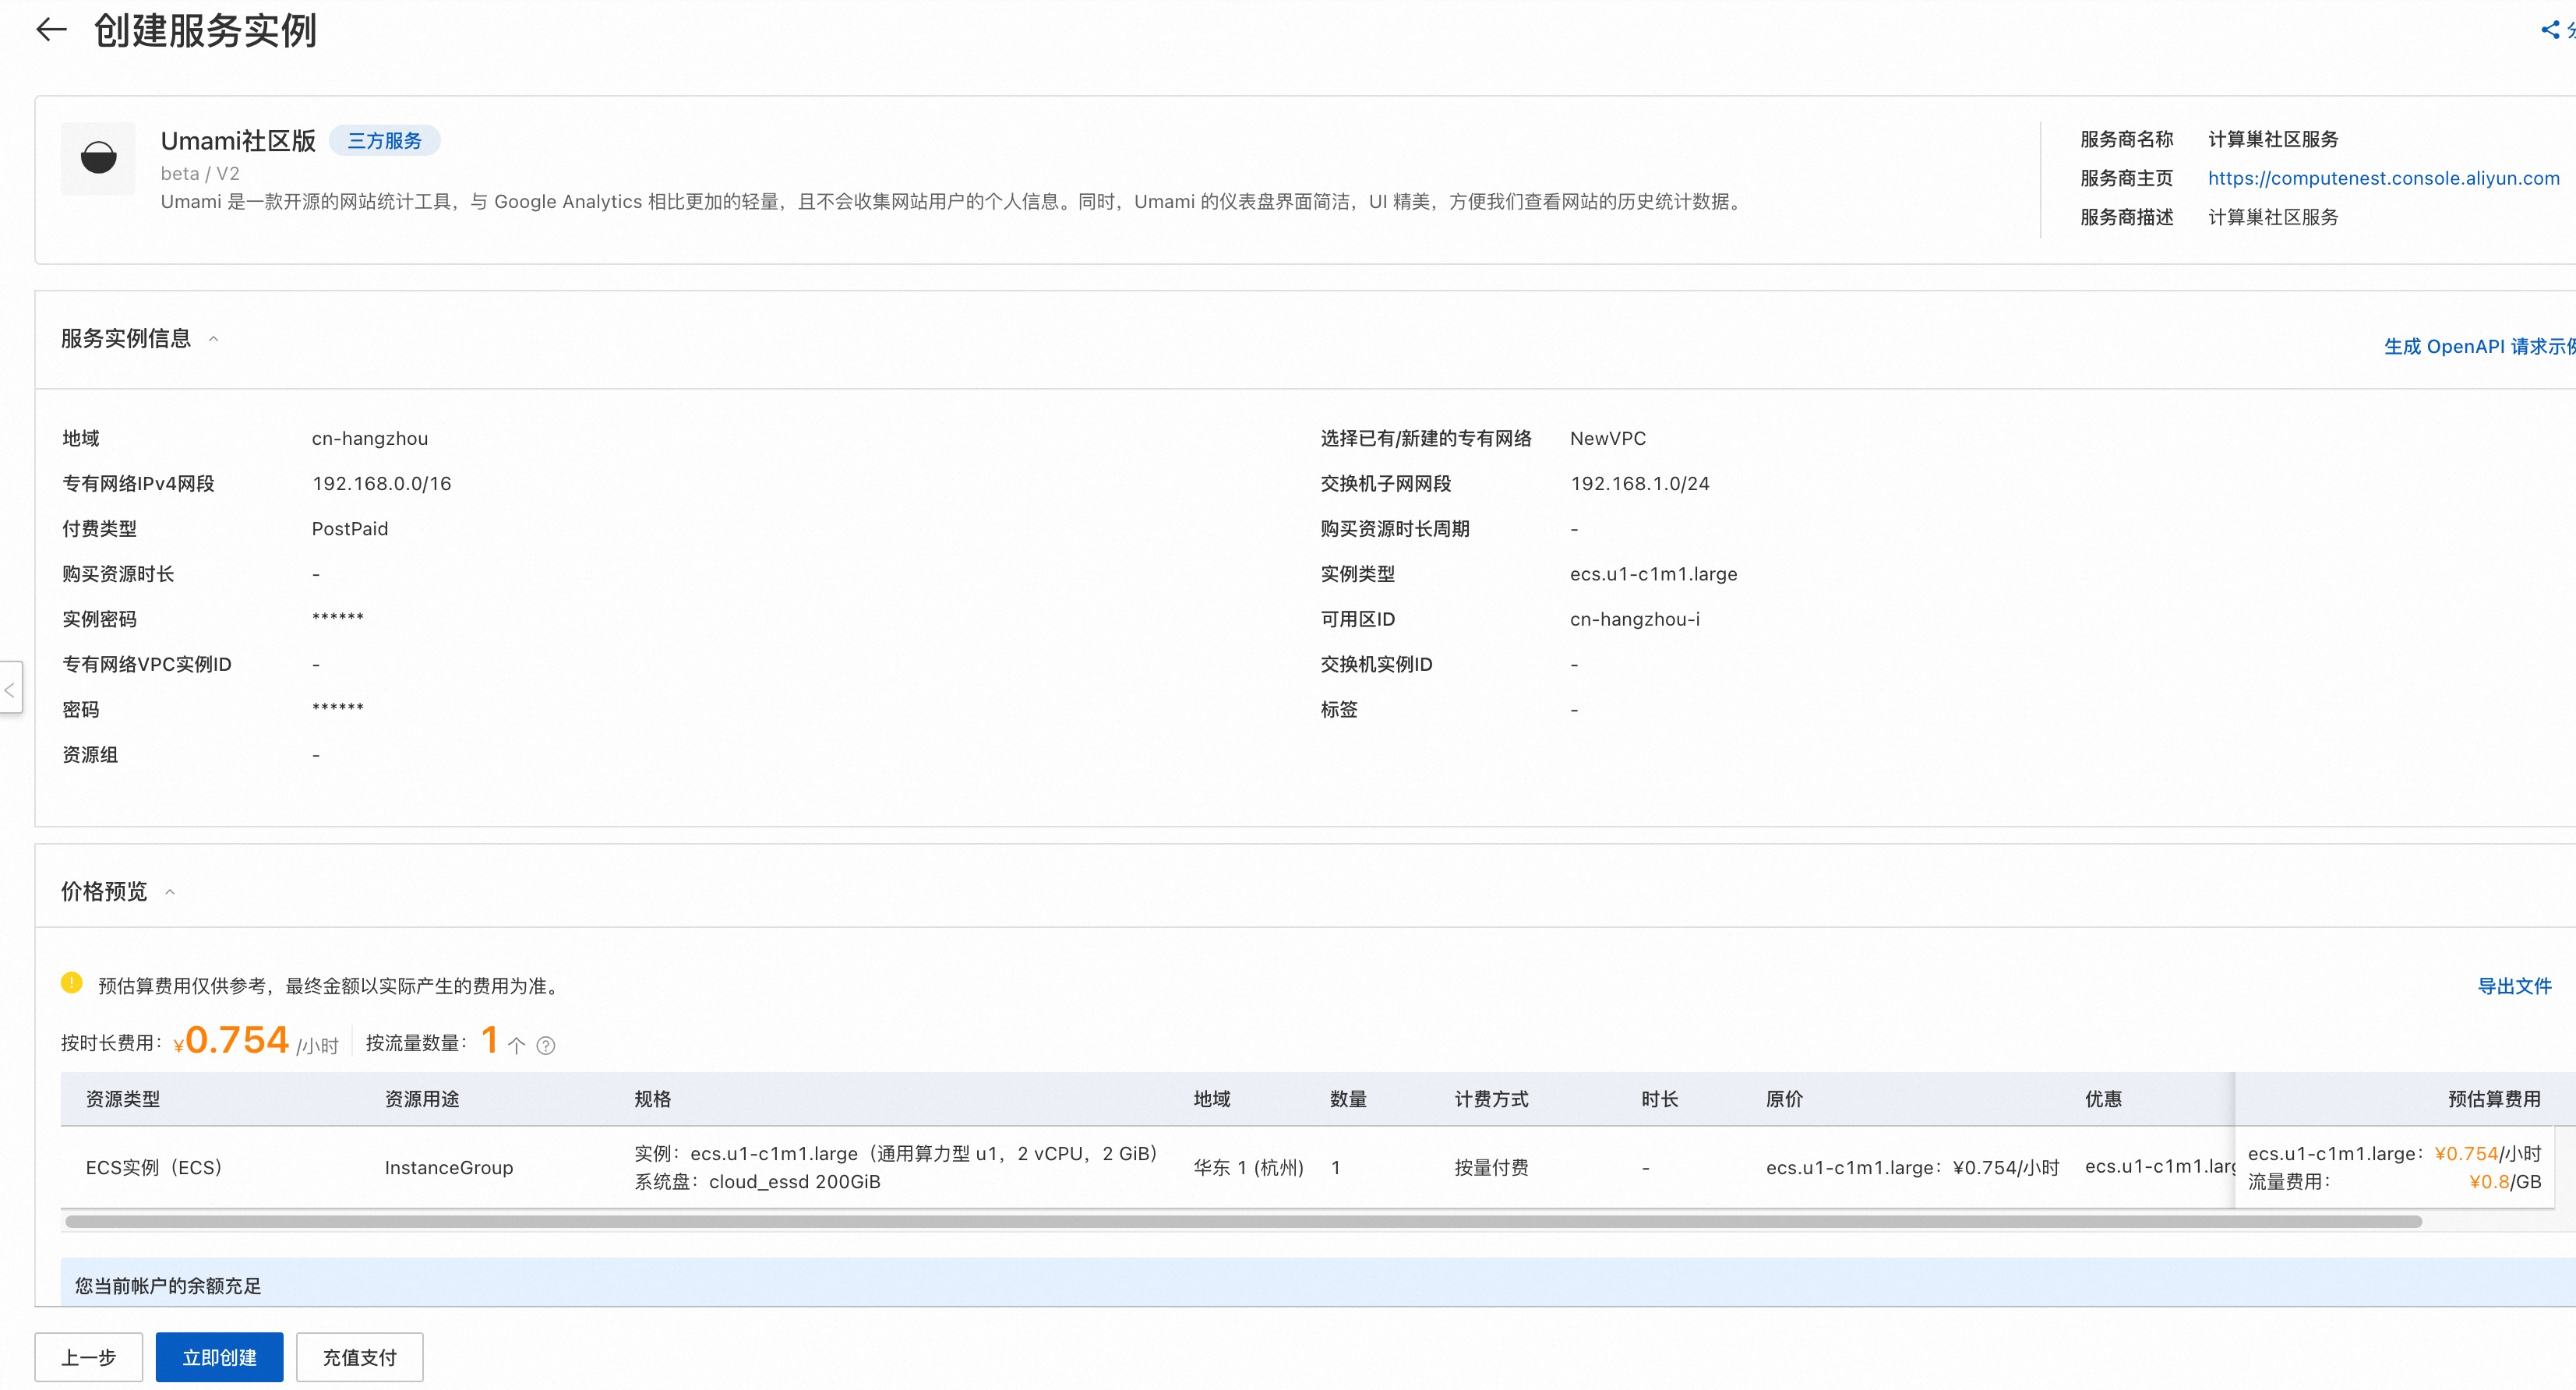 创建服务实例
Umami社区版 三方服务
beta / V2
Umami 是一款开源的网站统计工具，与 Google Analytics 相比更加的轻量，且不会收集网站用户的个人信息。同时，Umami 的仪表盘界面简洁，UI 精美，方便我们查看网站的历史统计数据。
服务商名称 计算巢社区服务
服务商主页 https://computenest.console.aliyun.com
服务商描述 计算巢社区服务
服务实例信息
生成 OpenAPI 请求示例
地域 cn-hangzhou 选择已有/新建的专有网络 NewVPC
专有网络IPv4网段 192.168.0.0/16 交换机子网网段 192.168.1.0/24
付费类型 PostPaid 购买资源时长周期 -
购买资源时长 - 实例类型 ecs.u1-c1m1.large
实例密码 ****** 可用区ID cn-hangzhou-i
专有网络VPC实例ID - 交换机实例ID -
密码 ****** 标签 -
资源组 -
价格预览
预估算费用仅供参考，最终金额以实际产生的费用为准。 导出文件
按时长费用：¥0.754 /小时 按流量数量：1 个
资源类型 资源用途 规格 地域 数量 计费方式 时长 原价 优惠 预估算费用
ECS实例（ECS） InstanceGroup 实例：ecs.u1-c1m1.large（通用算力型 u1，2 vCPU，2 GiB） 华东 1 (杭州) 1 按量付费 - ecs.u1-c1m1.large：¥0.754/小时 ecs.u1-c1m1.larg ecs.u1-c1m1.large：¥0.754/小时
系统盘：cloud_essd 200GiB 流量费用： ¥0.8/GB
您当前帐户的余额充足
上一步 立即创建 充值支付